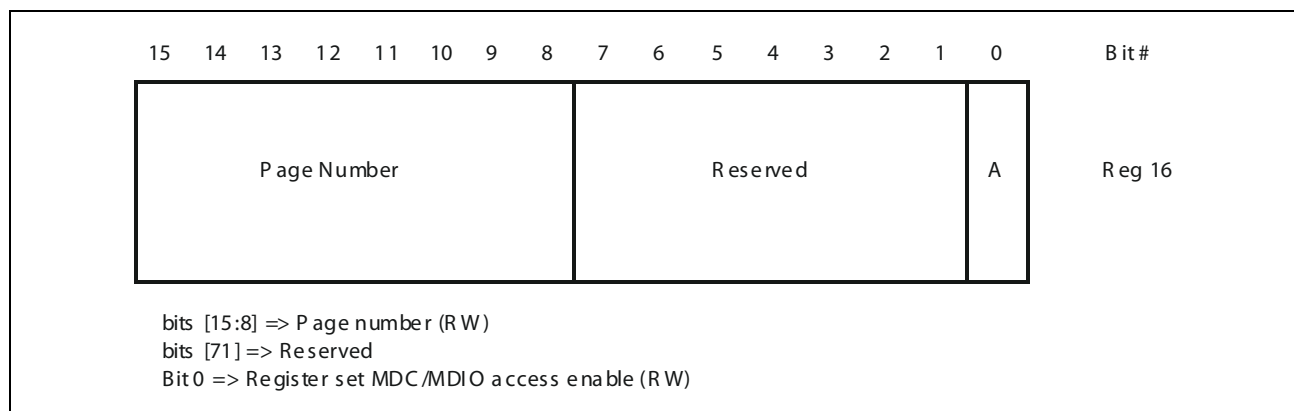 15 14 13 12 11 10 9 8 7 6 5 4 3 2 1 0 Bit#
Page Number Reserved A Reg 16
bits [15:8] => Page number (RW)
bits [71] => Reserved
Bit 0 => Register set MDC/MDIO access enable (RW)